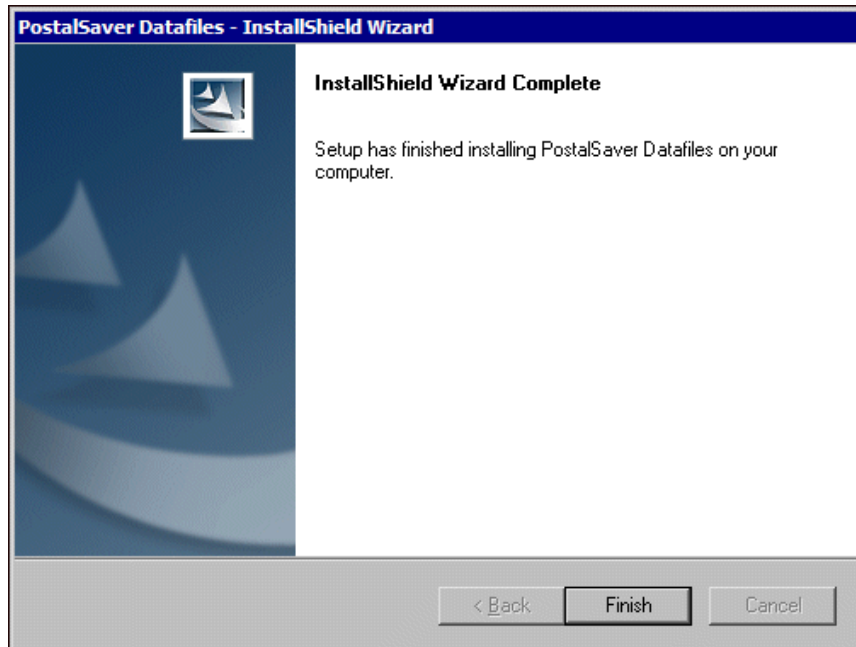 PostalSaver Datafiles - InstallShield Wizard
InstallShield Wizard Complete
Setup has finished installing PostalSaver Datafiles on your
computer.
< Back
Finish
Cancel